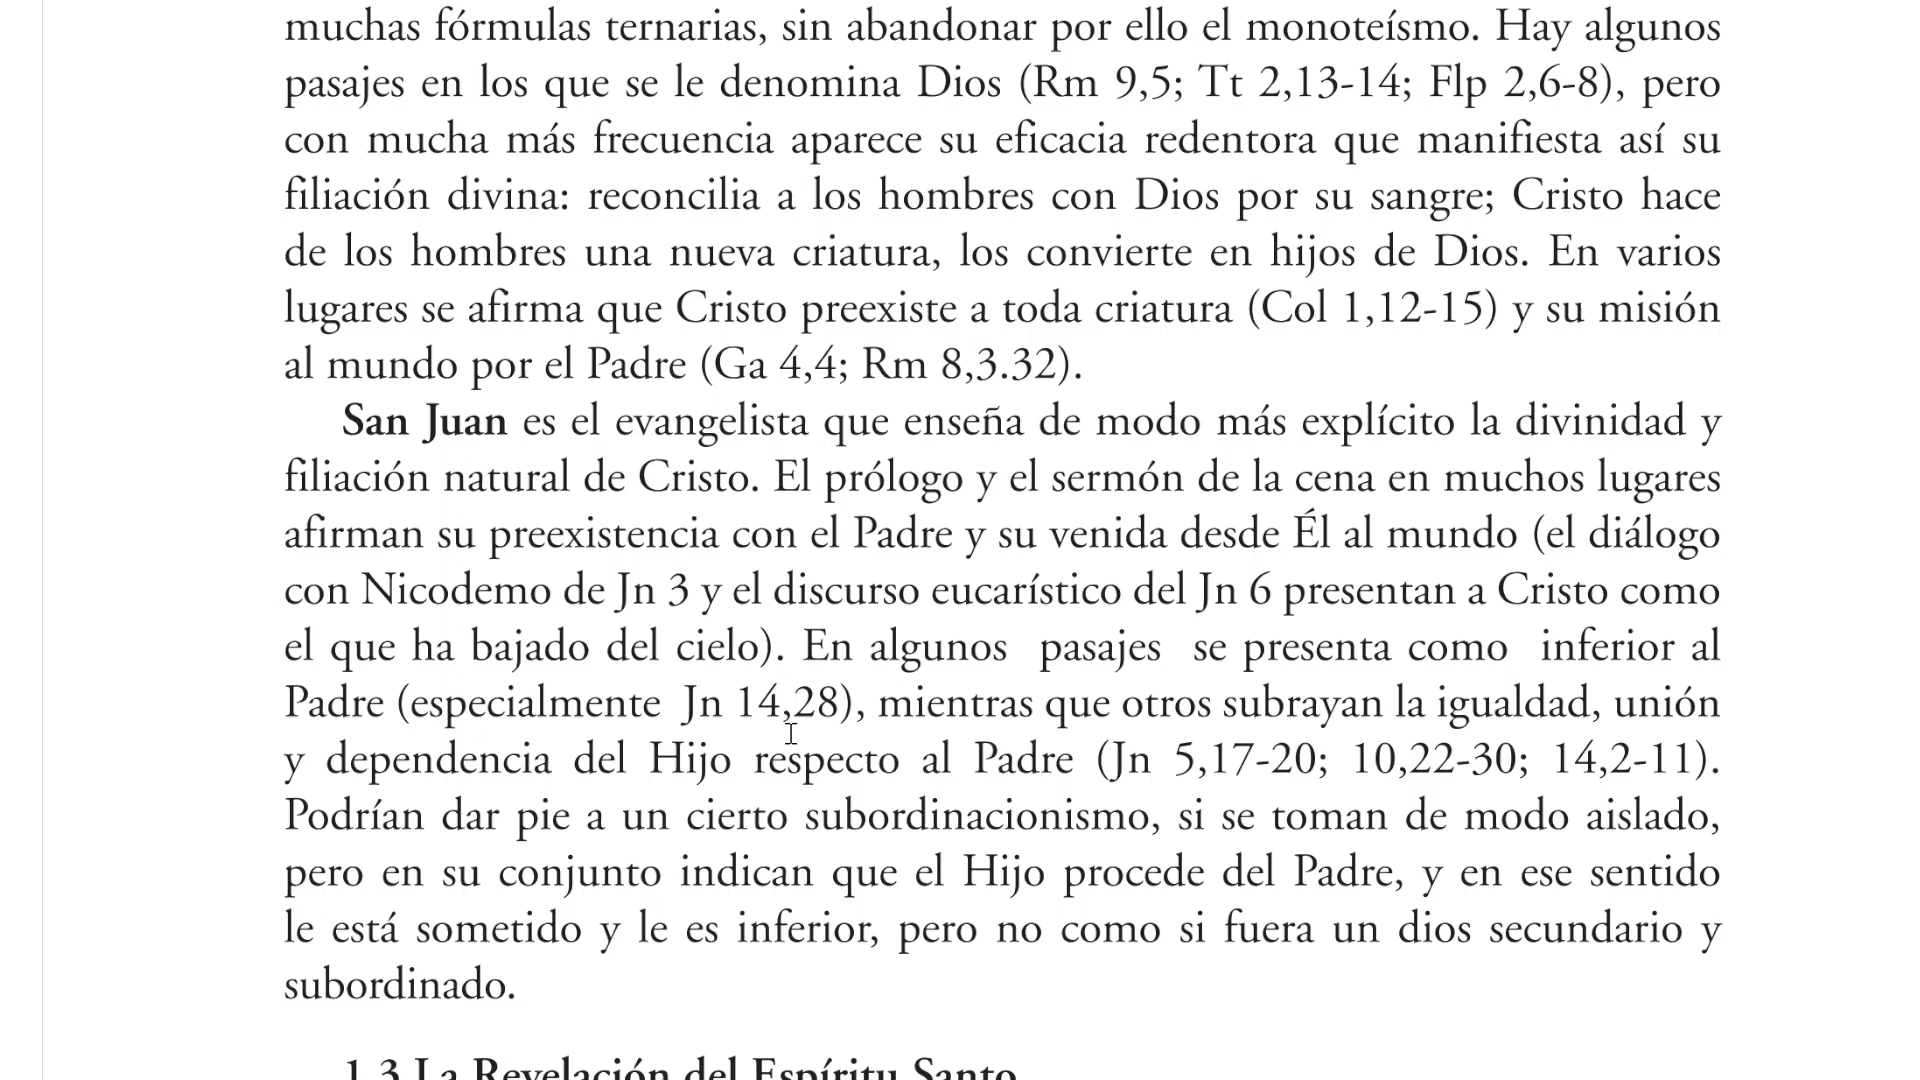 muchas fórmulas ternarias, sin abandonar por ello el monoteísmo. Hay algunos
pasajes en los que se le denomina Dios (Rm 9,5; Tt 2,13-14; Flp 2,6-8), pero
con mucha más frecuencia aparece su eficacia redentora que manifiesta así su
filiación divina: reconcilia a los hombres con Dios por su sangre; Cristo hace
de los hombres una nueva criatura, los convierte en hijos de Dios. En varios
lugares se afirma que Cristo preexiste a toda criatura (Col 1,12-15) y su misión
al mundo por el Padre (Ga 4,4; Rm 8,3.32).
San Juan es el evangelista que enseña de modo más explícito la divinidad y
filiación natural de Cristo. El prólogo y el sermón de la cena en muchos lugares
afirman su preexistencia con el Padre y su venida desde Él al mundo (el diálogo
con Nicodemo de Jn 3 y el discurso eucarístico del Jn 6 presentan a Cristo como
el que ha bajado del cielo). En algunos pasajes se presenta como inferior al
Padre (especialmente Jn 14,28), mientras que otros subrayan la igualdad, unión
y dependencia del Hijo respecto al Padre (Jn 5,17-20; 10,22-30; 14,2-11).
Podrían dar pie a un cierto subordinacionismo, si se toman de modo aislado,
pero en su conjunto indican que el Hijo procede del Padre, y en ese sentido
le está sometido y le es inferior, pero no como si fuera un dios secundario y
subordinado.
1.3 La Revelación del Espíritu Santo